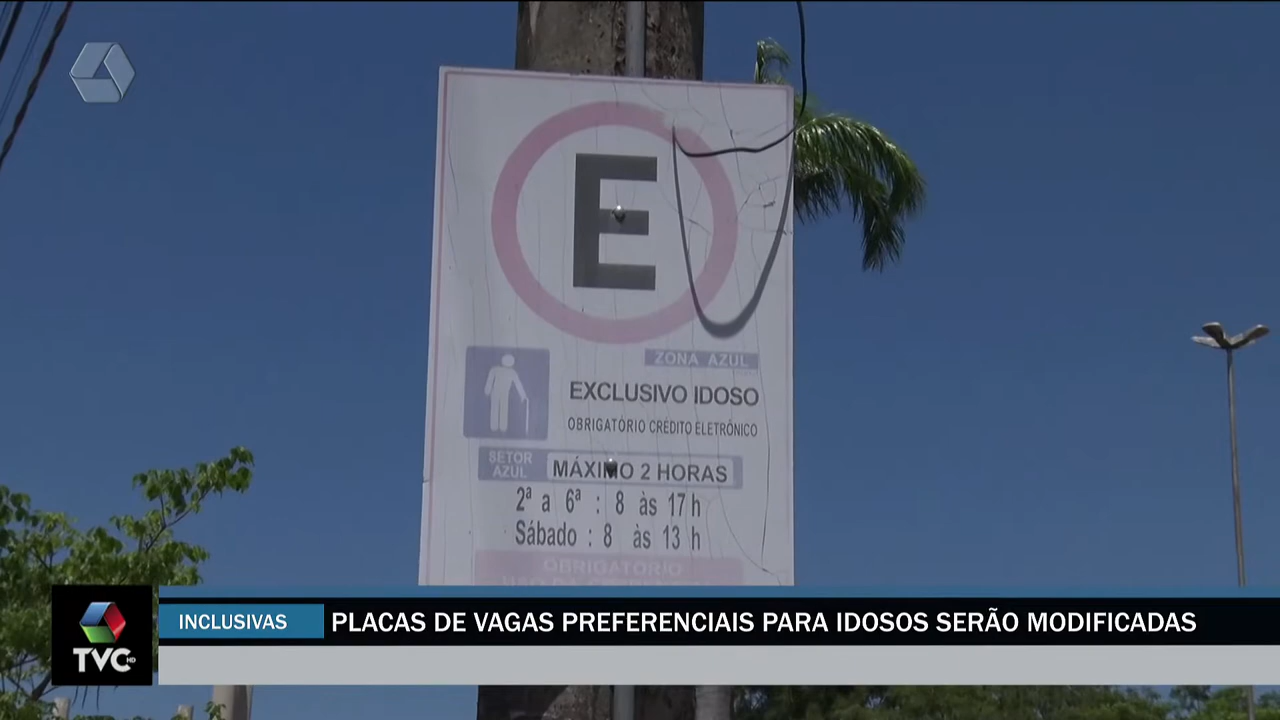 E
ZONA AZUL
EXCLUSIVO IDOSO
OBRIGATÓRIO CRÉDITO ELETRÔNICO
SETOR AZUL
MÁXIMO 2 HORAS
2ª a 6ª : 8 às 17 h
Sábado : 8 às 13 h
OBRIGATÓRIO
INCLUSIVAS
PLACAS DE VAGAS PREFERENCIAIS PARA IDOSOS SERÃO MODIFICADAS
TVC HD